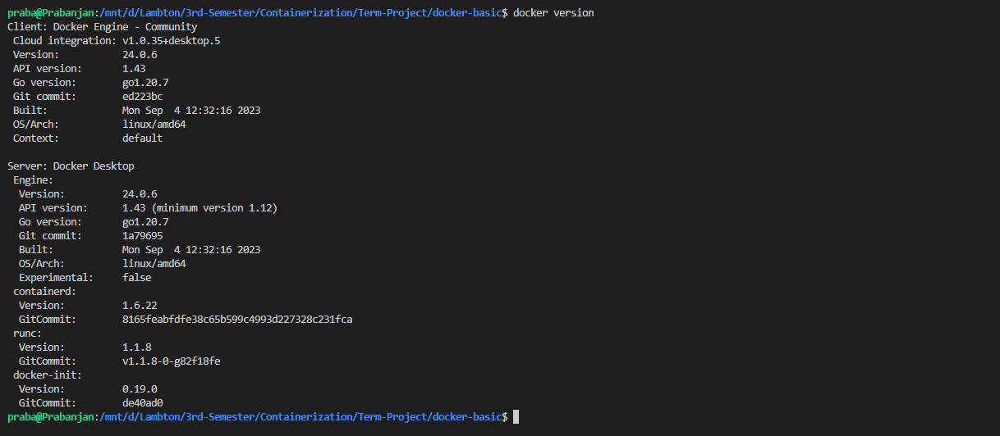 praba@Prabanjan:/mnt/d/Lambton/3rd-Semester/Containerization/Term-Project/docker-basic$ docker version
Client: Docker Engine - Community
 Cloud integration: v1.0.35+desktop.5
 Version:           24.0.6
 API version:       1.43
 Go version:        go1.20.7
 Git commit:        ed223bc
 Built:             Mon Sep  4 12:32:16 2023
 OS/Arch:           linux/amd64
 Context:           default

Server: Docker Desktop
 Engine:
  Version:          24.0.6
  API version:      1.43 (minimum version 1.12)
  Go version:       go1.20.7
  Git commit:       1a79695
  Built:            Mon Sep  4 12:32:16 2023
  OS/Arch:          linux/amd64
  Experimental:     false
 containerd:
  Version:          1.6.22
  GitCommit:        8165feabfdfe38c65b599c4993d227328c231fca
 runc:
  Version:          1.1.8
  GitCommit:        v1.1.8-0-g82f18fe
 docker-init:
  Version:          0.19.0
  GitCommit:        de40ad0
praba@Prabanjan:/mnt/d/Lambton/3rd-Semester/Containerization/Term-Project/docker-basic$